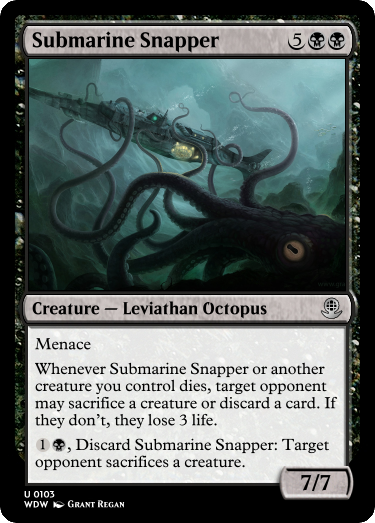 Submarine Snapper 5
Creature — Leviathan Octopus
Menace
Whenever Submarine Snapper or another
creature you control dies, target opponent
may sacrifice a creature or discard a card. If
they don't, they lose 3 life.
1, Discard Submarine Snapper: Target
opponent sacrifices a creature.
7/7
U 0103
WDW Grant Regan